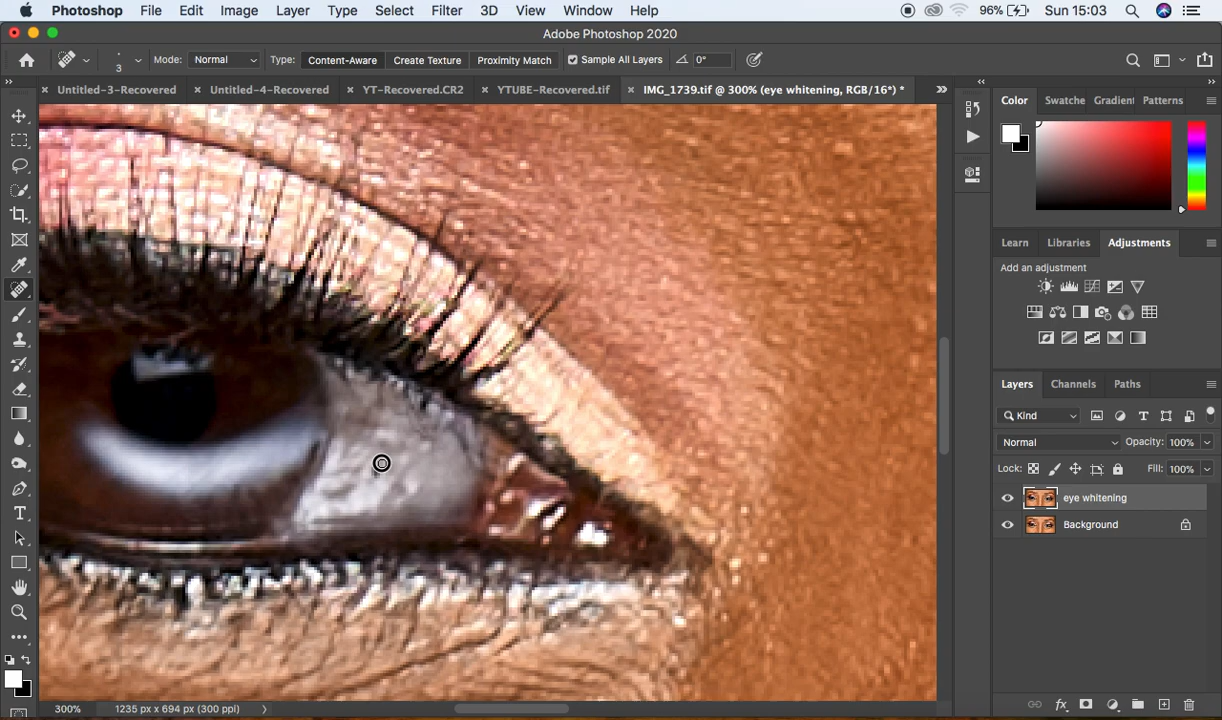 Photoshop File Edit Image Layer Type Select Filter 3D View Window Help 96% Sun 15:03
Adobe Photoshop 2020
3 Mode: Normal Type: Content-Aware Create Texture Proximity Match Sample All Layers 0°
Untitled-3-Recovered Untitled-4-Recovered YT-Recovered.CR2 YTUBE-Recovered.tif IMG_1739.tif @ 300% (eye whitening, RGB/16*) *
Color Swatche Gradien Patterns
Learn Libraries Adjustments
Add an adjustment
Layers Channels Paths
Kind
Normal Opacity: 100%
Lock: Fill: 100%
eye whitening
Background
300% 1235 px x 694 px (300 ppi)